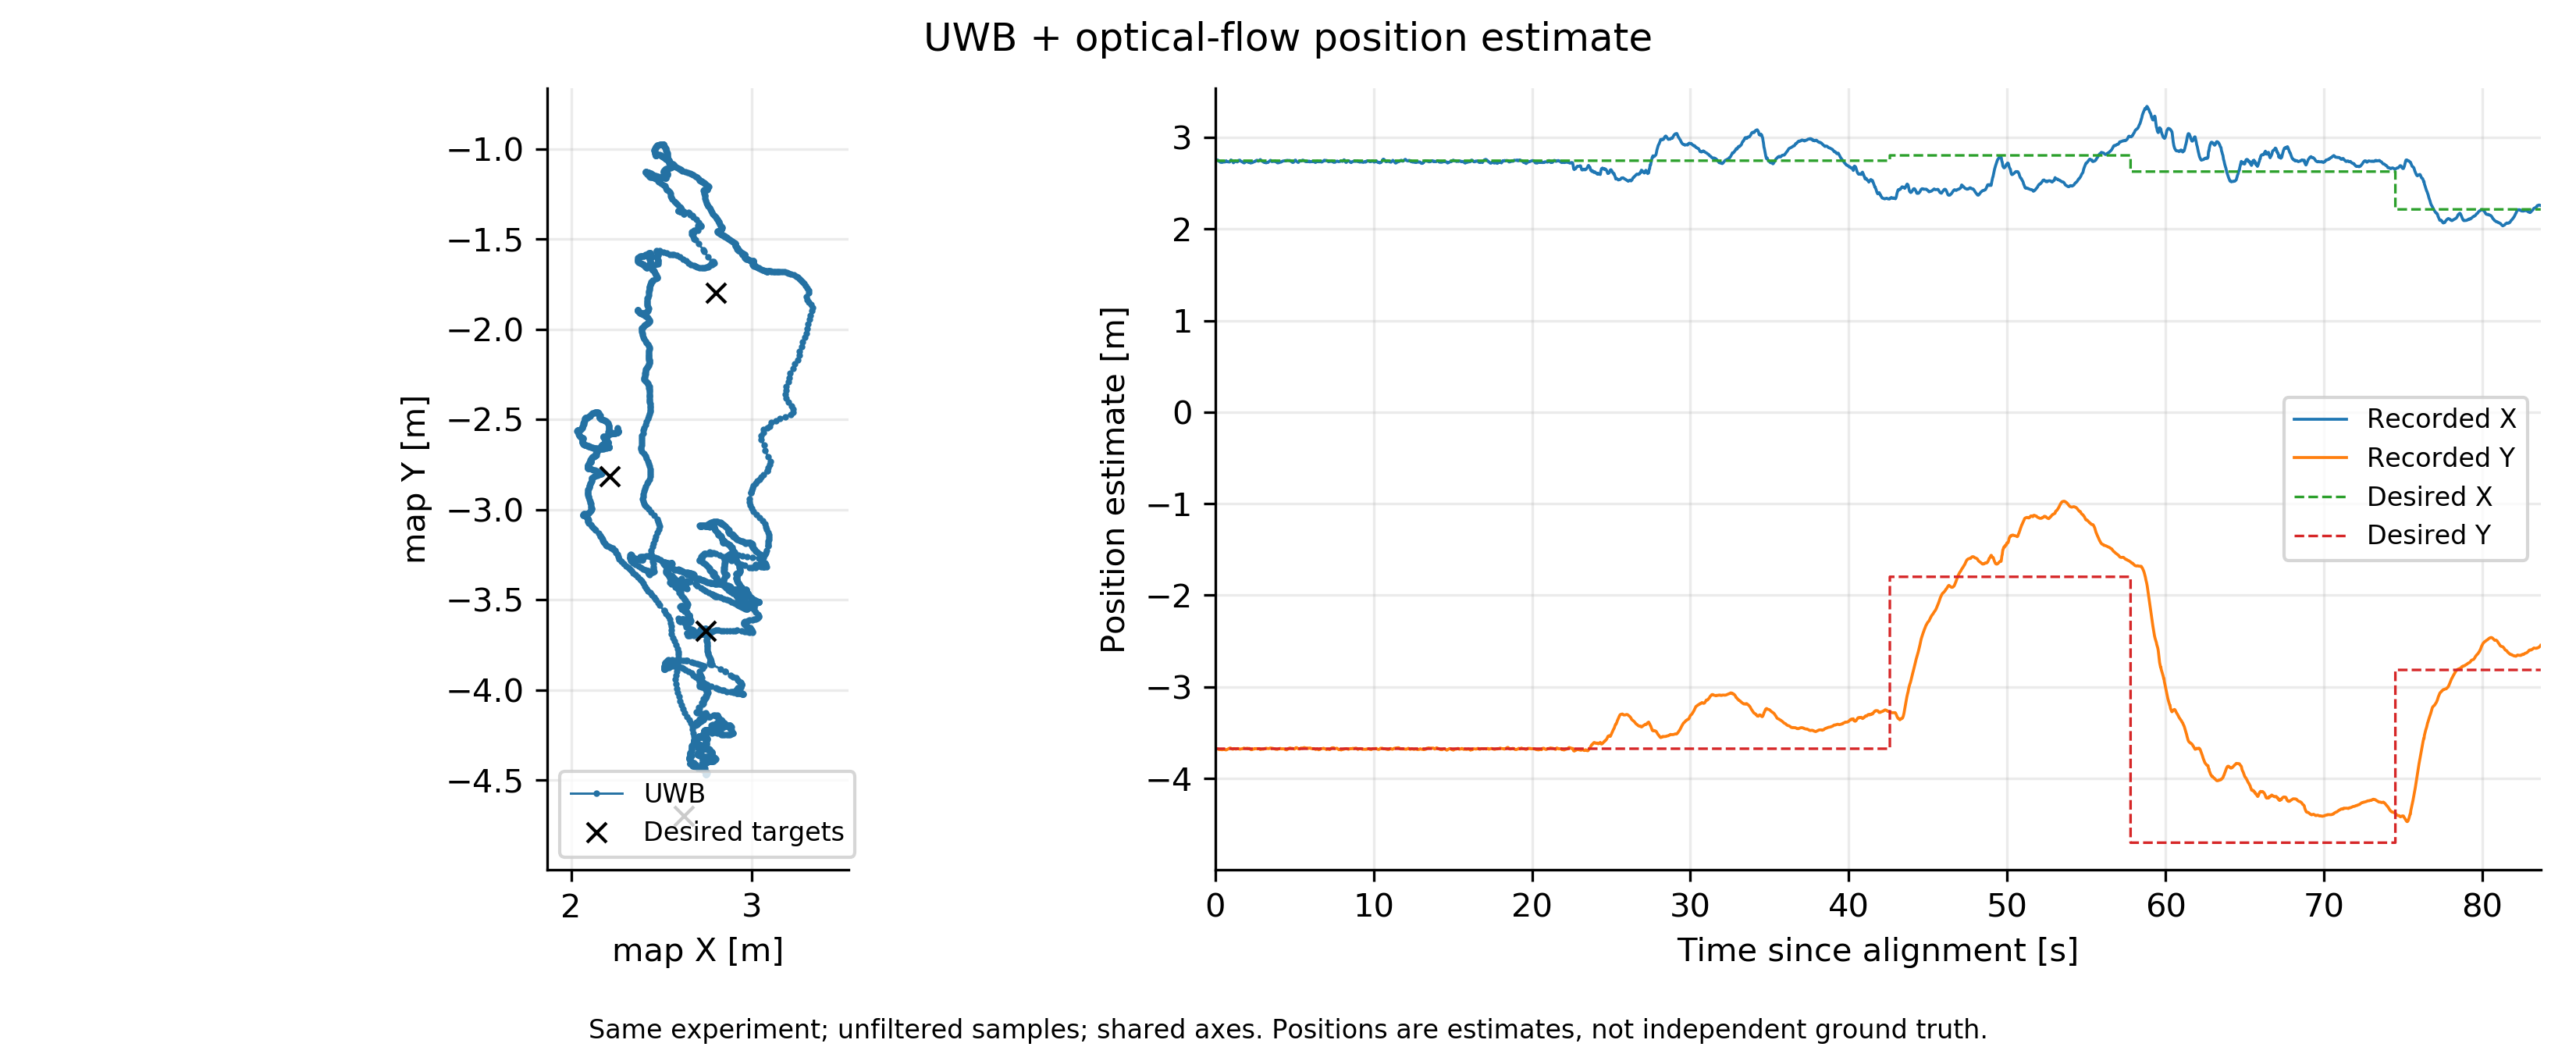 UWB + optical-flow position estimate
map Y [m]
−1.0
−1.5
−2.0
−2.5
−3.0
−3.5
−4.0
−4.5
2
3
map X [m]
UWB
Desired targets
Position estimate [m]
3
2
1
0
−1
−2
−3
−4
0
10
20
30
40
50
60
70
80
Time since alignment [s]
Recorded X
Recorded Y
Desired X
Desired Y
Same experiment; unfiltered samples; shared axes. Positions are estimates, not independent ground truth.